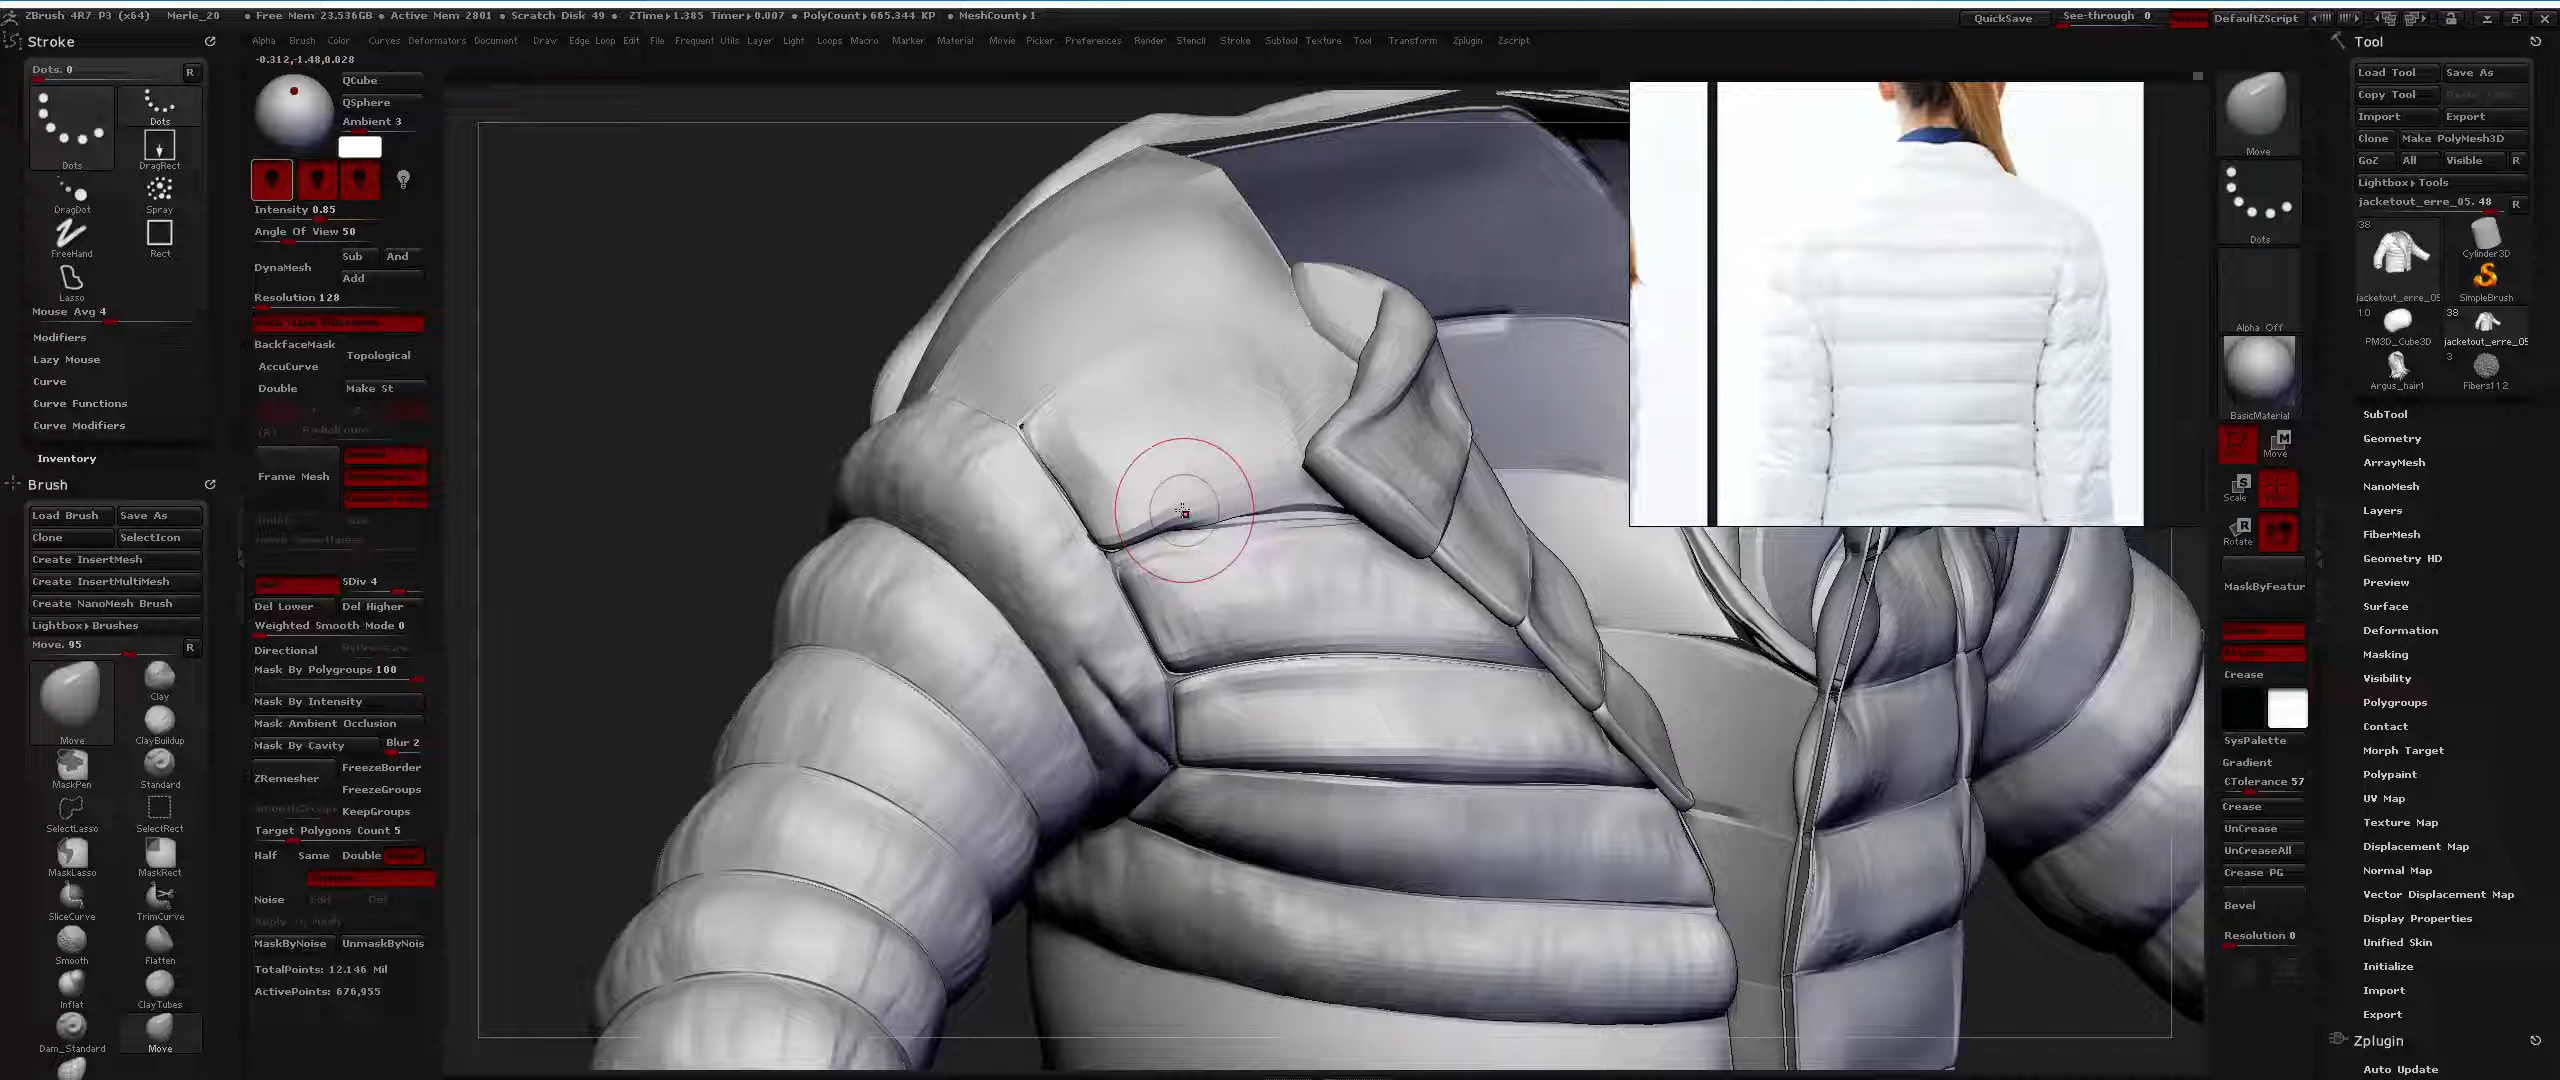 ZBrush 4R7 P3 (x64) Merle_20 • Free Mem 23.536GB • Active Mem 2801 • Scratch Disk 49 • ZTime▸1.385 Timer▸0.007 • PolyCount▸665.344 KP • MeshCount▸1
QuickSave See-through 0 DefaultZScript
Alpha Brush Color Curves Deformators Document Draw Edge Loop Edit File Frequent Utils Layer Light Loops Macro Marker Material Movie Picker Preferences Render Stencil Stroke Subtool Texture Tool Transform Zplugin Zscript
-0.312,-1.48,0.028
Stroke
Dots. 0 R
Dots
Dots
DragRect
DragDot
Spray
FreeHand
Rect
Lasso
Mouse Avg 4
Modifiers
Lazy Mouse
Curve
Curve Functions
Curve Modifiers
Inventory
Brush
Load Brush Save As
Clone SelectIcon
Create InsertMesh
Create InsertMultiMesh
Create NanoMesh Brush
Lightbox▸Brushes
Move. 95 R
Move
Clay
ClayBuildup
MaskPen
Standard
SelectLasso
SelectRect
MaskLasso
MaskRect
SliceCurve
TrimCurve
Smooth
Flatten
Inflat
ClayTubes
Dam_Standard
Move
QCube
QSphere
Ambient 3
Intensity 0.85
Angle Of View 50
DynaMesh
Sub And
Add
Resolution 128
BackfaceMask
Topological
AccuCurve
Double Make St
(R) RadialCount
Frame Mesh
SDiv 4
Del Lower Del Higher
Weighted Smooth Mode 0
Directional
Mask By Polygroups 100
Mask By Intensity
Mask Ambient Occlusion
Mask By Cavity Blur 2
ZRemesher
FreezeBorder
FreezeGroups
SmoothGroups KeepGroups
Target Polygons Count 5
Half Same Double
Noise Edit Del
Apply To Mesh
MaskByNoise UnmaskByNois
TotalPoints: 12.146 Mil
ActivePoints: 676,955
Move
Dots
Alpha Off
BasicMaterial
Move
Scale
Rotate
MaskByFeatur
Crease
SysPalette
Gradient
CTolerance 57
Crease
UnCrease
UnCreaseAll
Crease PG
Bevel
Resolution 0
Tool
Load Tool Save As
Copy Tool
Import Export
Clone Make PolyMesh3D
GoZ All Visible R
Lightbox▸Tools
jacketout_erre_05. 48 R
38
jacketout_erre_05
Cylinder3D
SimpleBrush
10
PM3D_Cube3D
38
jacketout_erre_05
Argus_hair1
3
Fibers112
SubTool
Geometry
ArrayMesh
NanoMesh
Layers
FiberMesh
Geometry HD
Preview
Surface
Deformation
Masking
Visibility
Polygroups
Contact
Morph Target
Polypaint
UV Map
Texture Map
Displacement Map
Normal Map
Vector Displacement Map
Display Properties
Unified Skin
Initialize
Import
Export
Zplugin
Auto Update